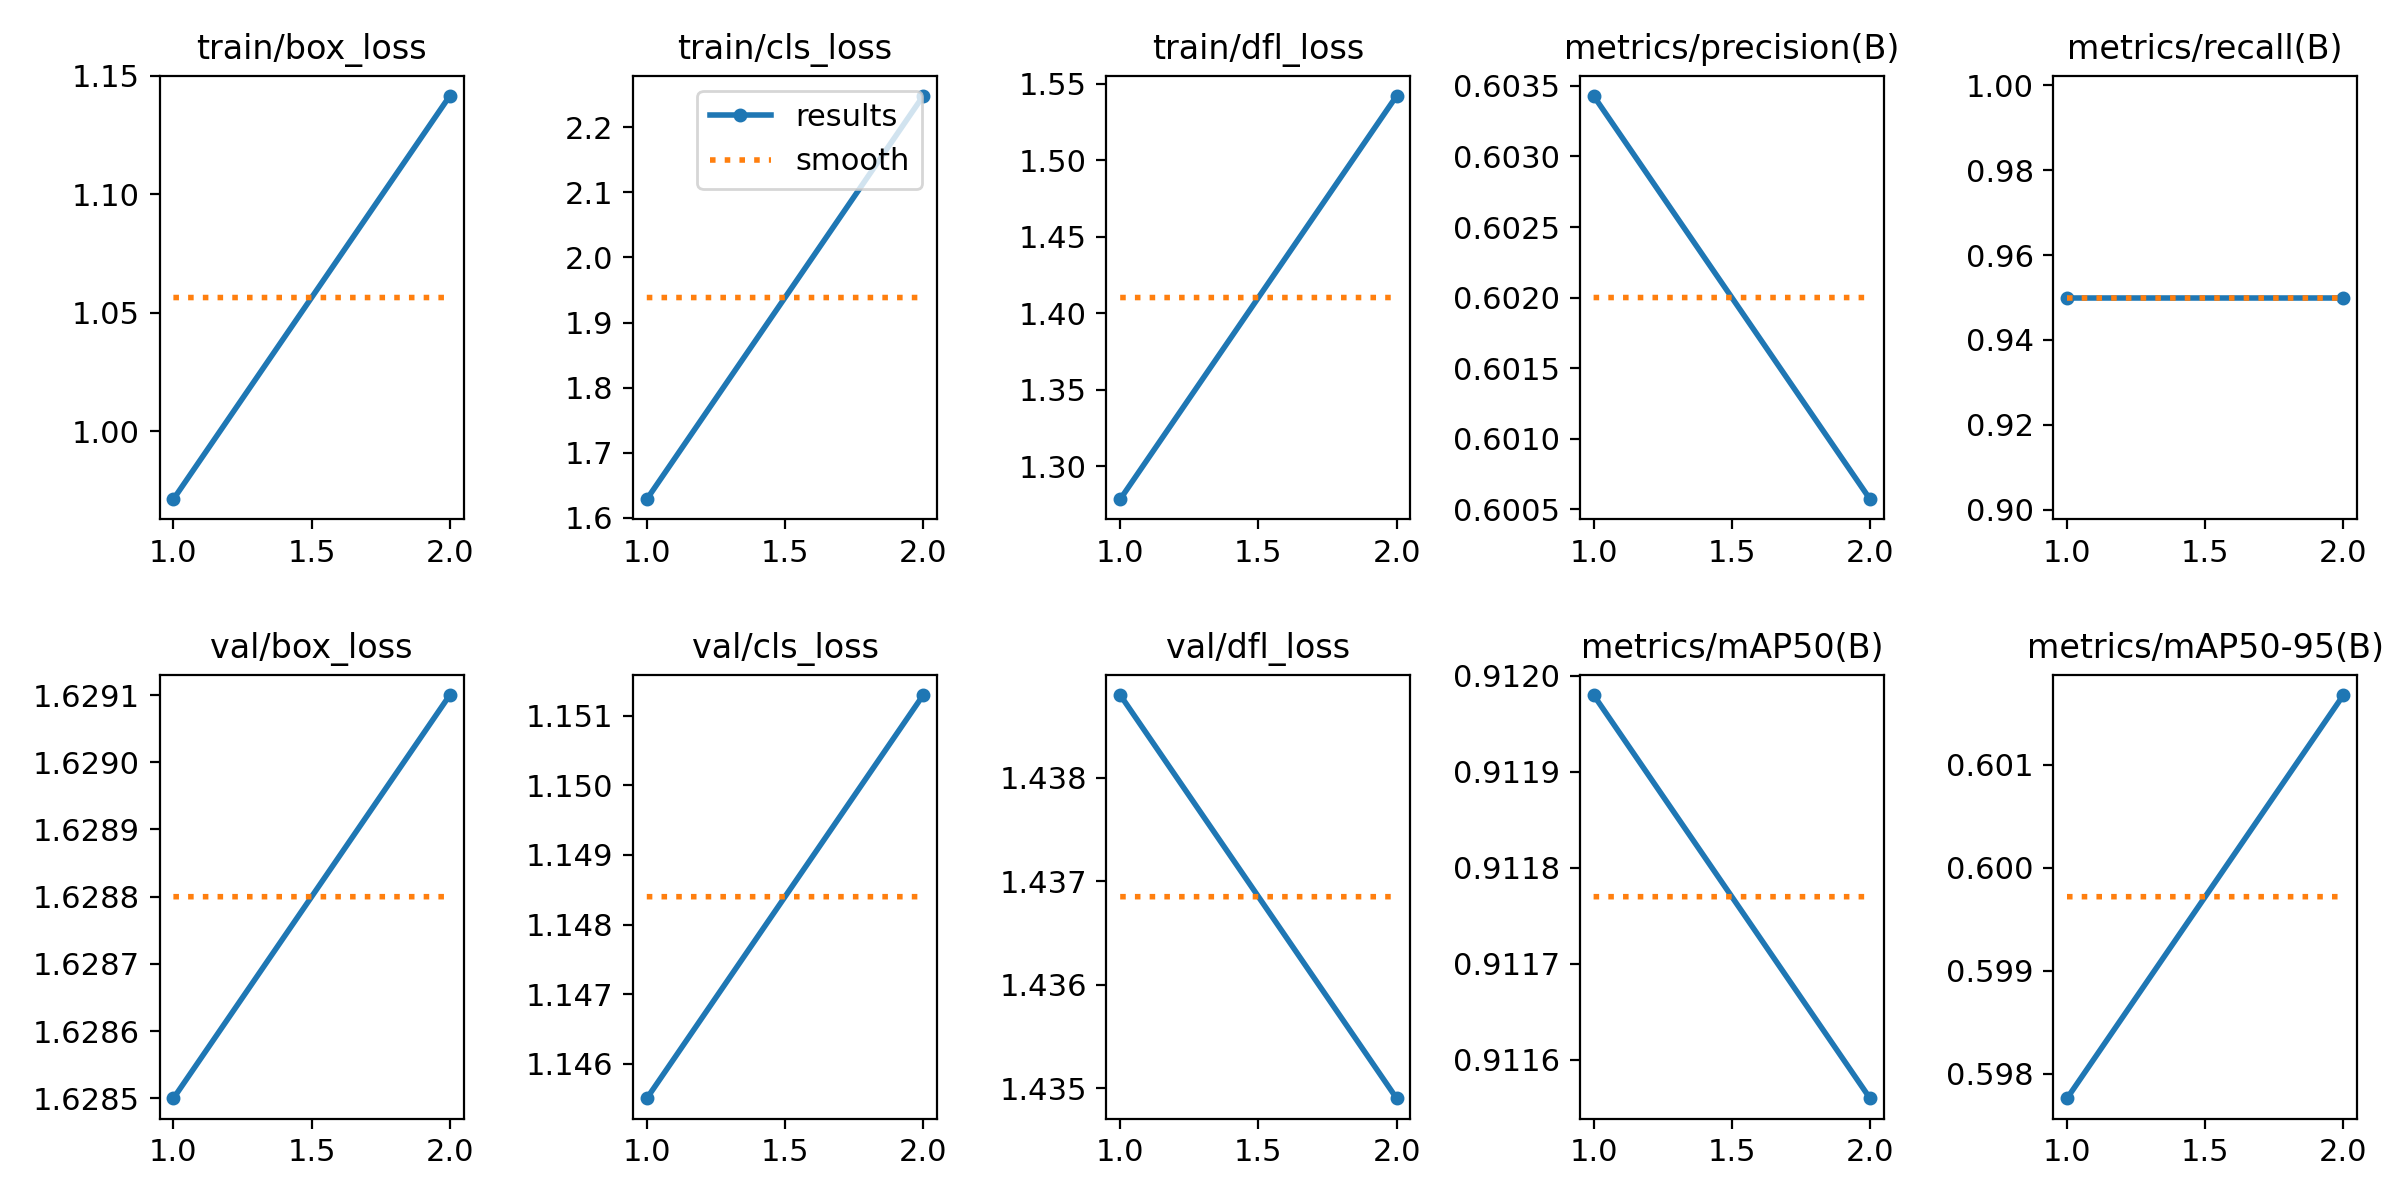 train/box_loss
1.15
1.10
1.05
1.00
1.0 1.5 2.0
train/cls_loss
results
smooth
2.2
2.1
2.0
1.9
1.8
1.7
1.6
1.0 1.5 2.0
train/dfl_loss
1.55
1.50
1.45
1.40
1.35
1.30
1.0 1.5 2.0
metrics/precision(B)
0.6035
0.6030
0.6025
0.6020
0.6015
0.6010
0.6005
1.0 1.5 2.0
metrics/recall(B)
1.00
0.98
0.96
0.94
0.92
0.90
1.0 1.5 2.0
val/box_loss
1.6291
1.6290
1.6289
1.6288
1.6287
1.6286
1.6285
1.0 1.5 2.0
val/cls_loss
1.151
1.150
1.149
1.148
1.147
1.146
1.0 1.5 2.0
val/dfl_loss
1.438
1.437
1.436
1.435
1.0 1.5 2.0
metrics/mAP50(B)
0.9120
0.9119
0.9118
0.9117
0.9116
1.0 1.5 2.0
metrics/mAP50-95(B)
0.601
0.600
0.599
0.598
1.0 1.5 2.0